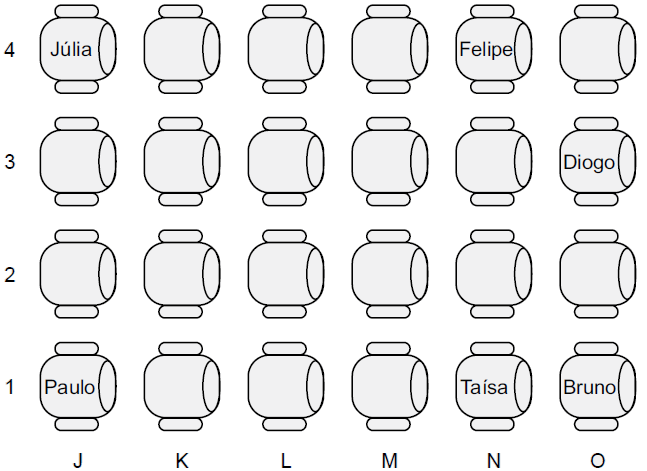 4 Júlia Felipe
3 Diogo
2
1 Paulo Taísa Bruno
J K L M N O